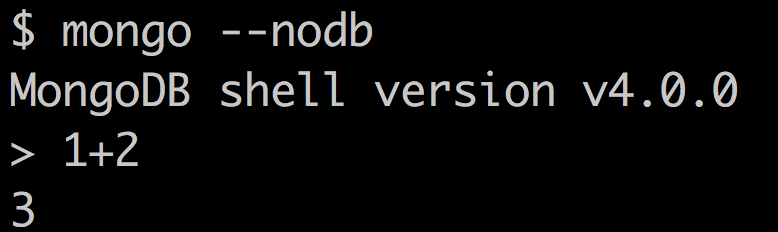 $ mongo --nodb
MongoDB shell version v4.0.0
> 1+2
3